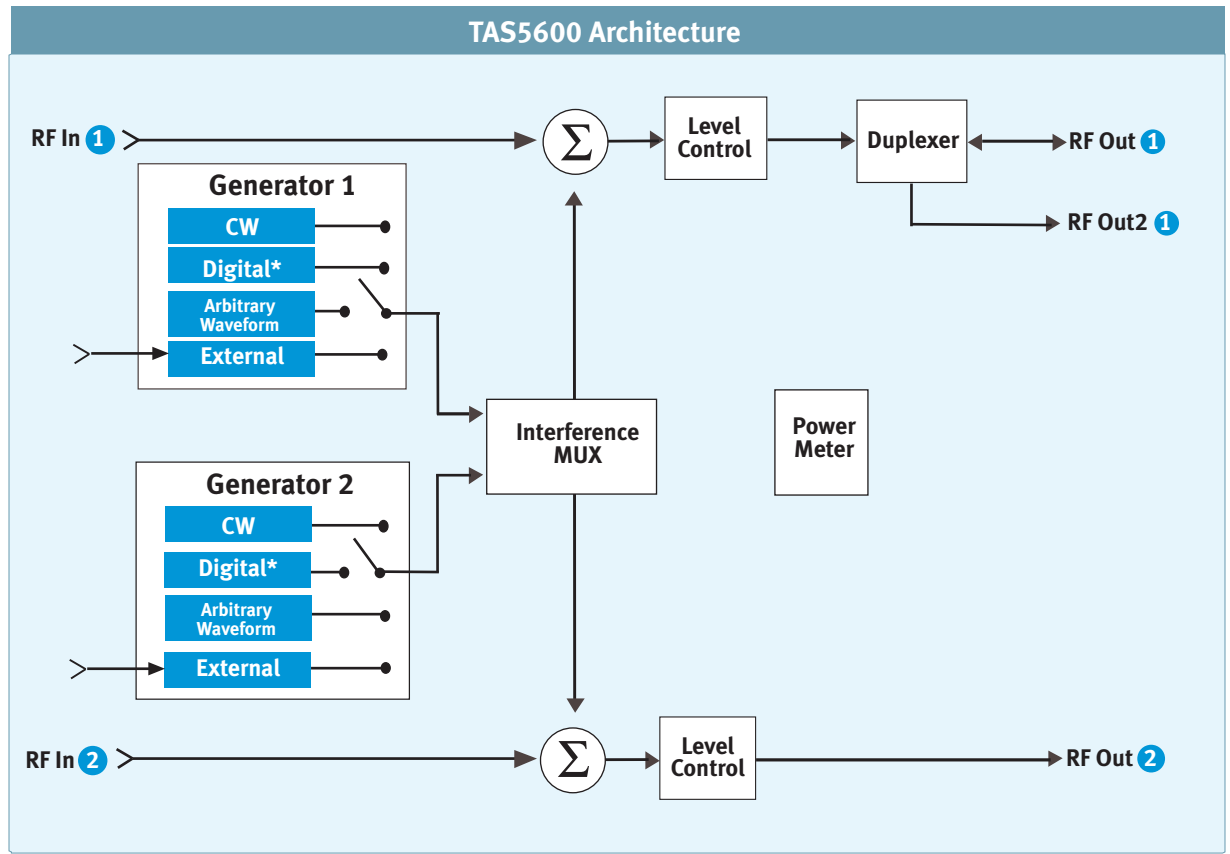 TAS5600 Architecture
RF In 1
Σ
Level
Control
Duplexer
RF Out 1
RF Out2 1
Generator 1
CW
Digital*
Arbitrary
Waveform
External
Interference
MUX
Power
Meter
Generator 2
CW
Digital*
Arbitrary
Waveform
External
RF In 2
Σ
Level
Control
RF Out 2